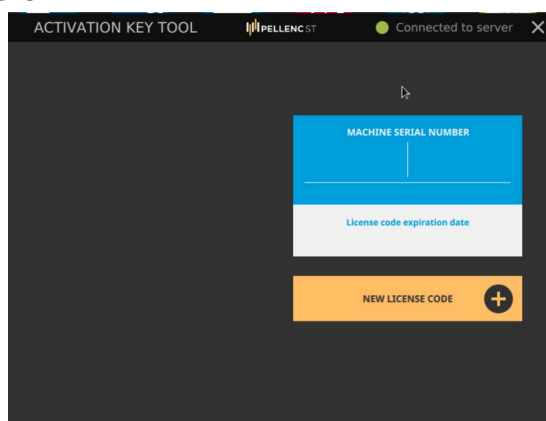 ACTIVATION KEY TOOL
PELLENC ST
Connected to server
MACHINE SERIAL NUMBER
License code expiration date
NEW LICENSE CODE